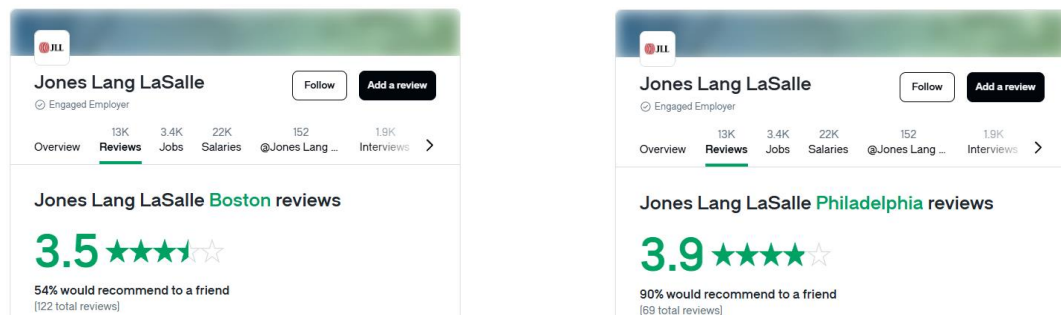 JLL
Jones Lang LaSalle
Follow
Add a review
Engaged Employer
13K 3.4K 22K 152 1.9K
Overview Reviews Jobs Salaries @Jones Lang ... Interviews
Jones Lang LaSalle Boston reviews
3.5
54% would recommend to a friend
(122 total reviews)
JLL
Jones Lang LaSalle
Follow
Add a review
Engaged Employer
13K 3.4K 22K 152 1.9K
Overview Reviews Jobs Salaries @Jones Lang ... Interviews
Jones Lang LaSalle Philadelphia reviews
3.9
90% would recommend to a friend
(69 total reviews)